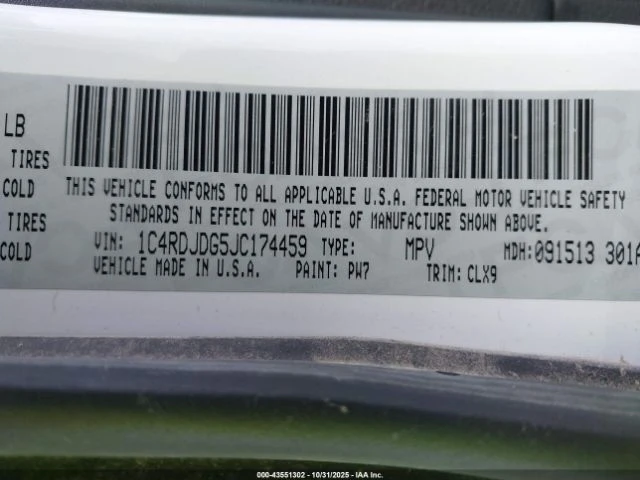 LB
TIRES
COLD
TIRES
COLD
THIS VEHICLE CONFORMS TO ALL APPLICABLE U.S.A. FEDERAL MOTOR VEHICLE SAFETY
STANDARDS IN EFFECT ON THE DATE OF MANUFACTURE SHOWN ABOVE.
VIN: 1C4RDJDG5JC174459 TYPE: MPV MDH: 091513 301A
VEHICLE MADE IN U.S.A. PAINT: PW7 TRIM: CLX9
000-43551302 - 10/31/2025 - IAA Inc.